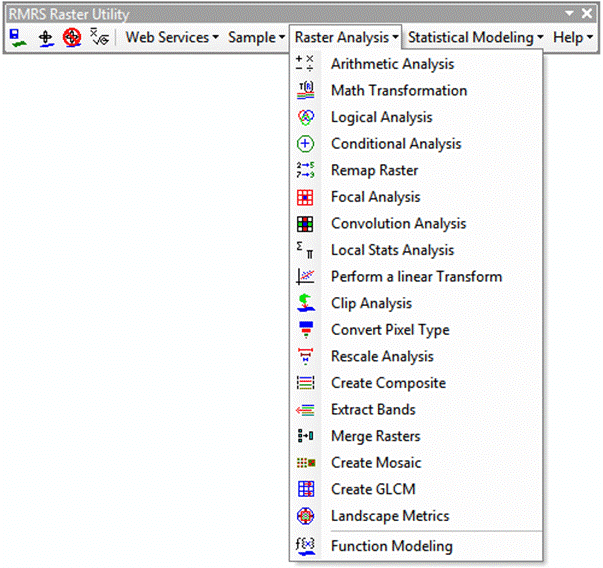 RMRS Raster Utility
Web Services Sample Raster Analysis Statistical Modeling Help
Arithmetic Analysis
Math Transformation
Logical Analysis
Conditional Analysis
Remap Raster
Focal Analysis
Convolution Analysis
Local Stats Analysis
Perform a linear Transform
Clip Analysis
Convert Pixel Type
Rescale Analysis
Create Composite
Extract Bands
Merge Rasters
Create Mosaic
Create GLCM
Landscape Metrics
Function Modeling